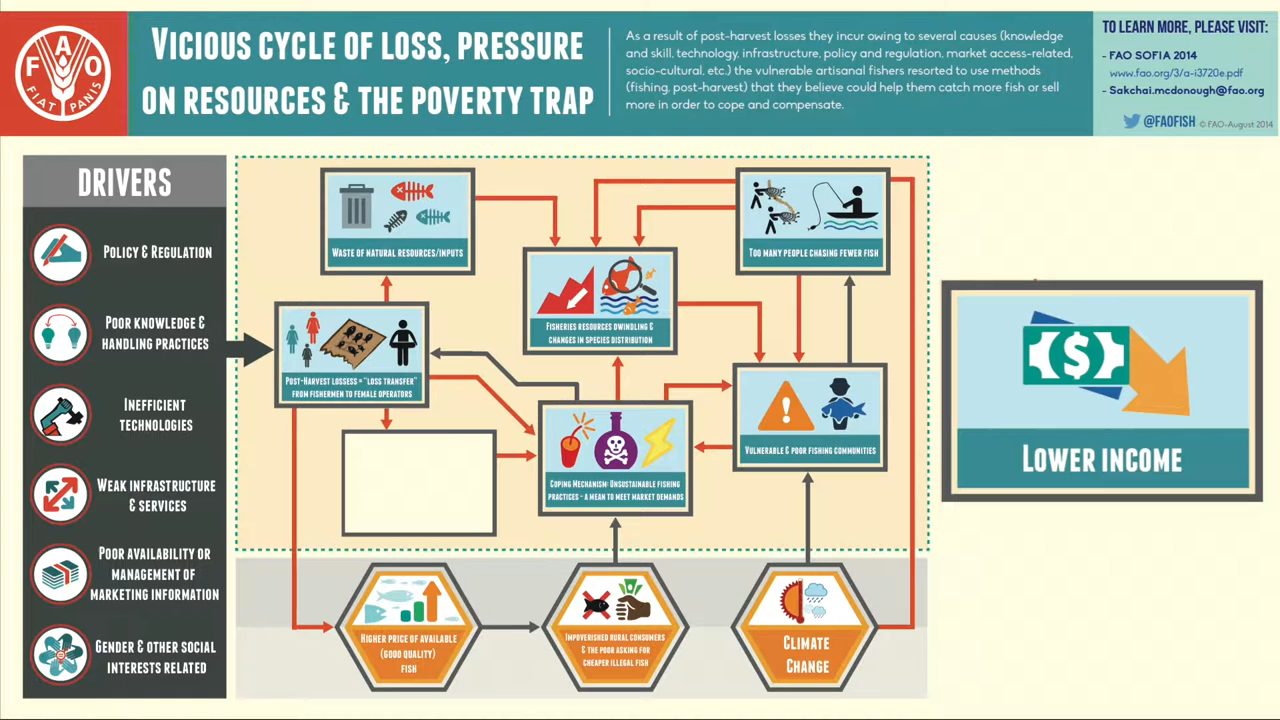 F A O
FIAT PANIS
VICIOUS CYCLE OF LOSS, PRESSURE
ON RESOURCES & THE POVERTY TRAP
As a result of post-harvest losses they incur owing to several causes (knowledge
and skill, technology, infrastructure, policy and regulation, market access-related,
socio-cultural, etc.) the vulnerable artisanal fishers resorted to use methods
(fishing, post-harvest) that they believe could help them catch more fish or sell
more in order to cope and compensate.
TO LEARN MORE, PLEASE VISIT:
- FAO SOFIA 2014
www.fao.org/3/a-i3720e.pdf
- Sakchai.mcdonough@fao.org
@FAOFISH © FAO-August 2014
DRIVERS
POLICY & REGULATION
POOR KNOWLEDGE &
HANDLING PRACTICES
INEFFICIENT
TECHNOLOGIES
WEAK INFRASTRUCTURE
& SERVICES
POOR AVAILABILITY OR
MANAGEMENT OF
MARKETING INFORMATION
GENDER & OTHER SOCIAL
INTERESTS RELATED
WASTE OF NATURAL RESOURCES/INPUTS
TOO MANY PEOPLE CHASING FEWER FISH
FISHERIES RESOURCES DWINDLING &
CHANGES IN SPECIES DISTRIBUTION
POST-HARVEST LOSSESS = "LOSS TRANSFER"
FROM FISHERMEN TO FEMALE OPERATORS
VULNERABLE & POOR FISHING COMMUNITIES
COPING MECHANISM: UNSUSTAINABLE FISHING
PRACTICES - A MEAN TO MEET MARKET DEMANDS
$
LOWER INCOME
HIGHER PRICE OF AVAILABLE
(GOOD QUALITY)
FISH
IMPOVERISHED RURAL CONSUMERS
& THE POOR ASKING FOR
CHEAPER ILLEGAL FISH
CLIMATE
CHANGE